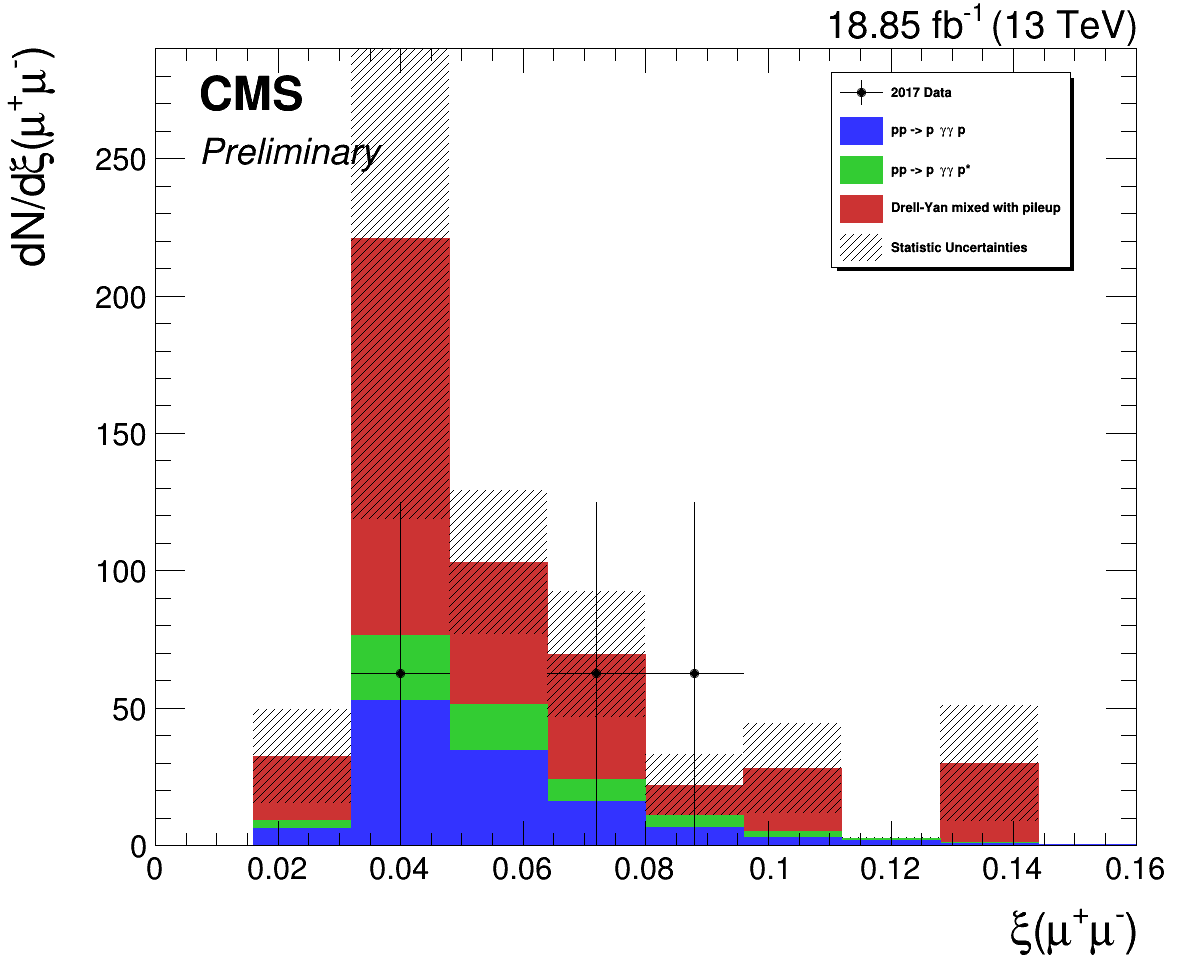 18.85 fb⁻¹ (13 TeV)
dN/dξ(μ⁺μ⁻)
CMS
Preliminary
2017 Data
pp -> p γγ p
pp -> p γγ p*
Drell-Yan mixed with pileup
Statistic Uncertainties
250
200
150
100
50
0
0 0.02 0.04 0.06 0.08 0.1 0.12 0.14 0.16
ξ(μ⁺μ⁻)